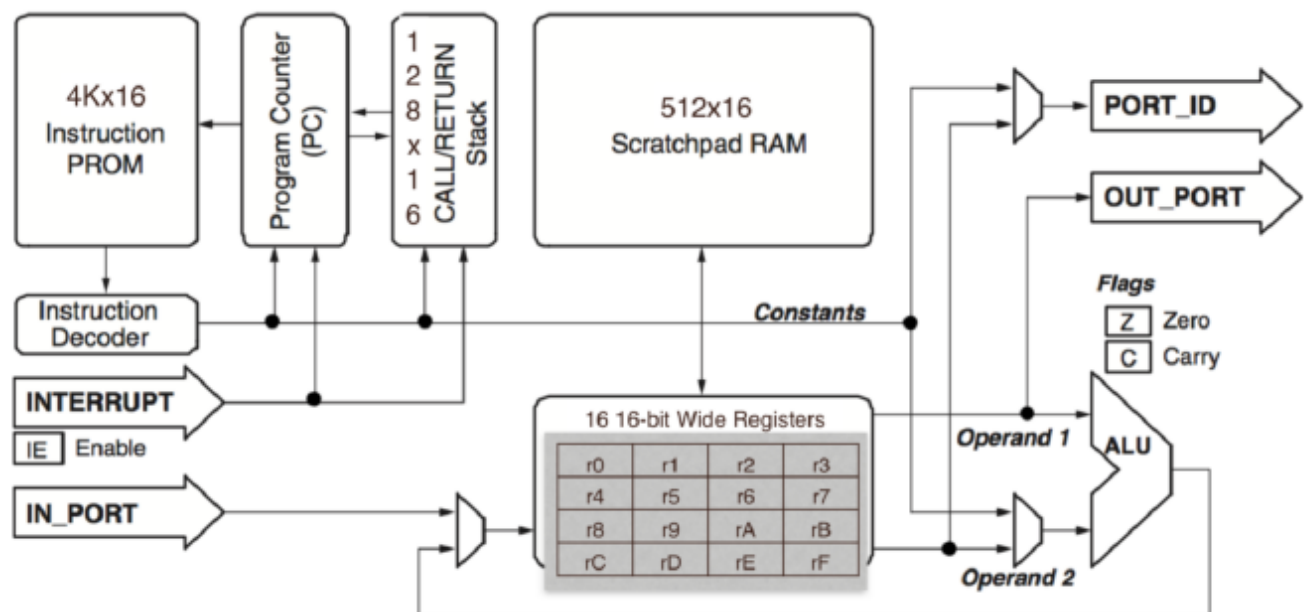 4Kx16
Instruction
PROM
Program Counter
(PC)
1
2
8
x
1
6
CALL/RETURN
Stack
512x16
Scratchpad RAM
PORT_ID
OUT_PORT
Instruction
Decoder
Constants
Flags
Z Zero
C Carry
INTERRUPT
IE Enable
IN_PORT
16 16-bit Wide Registers
r0 r1 r2 r3
r4 r5 r6 r7
r8 r9 rA rB
rC rD rE rF
Operand 1
ALU
Operand 2